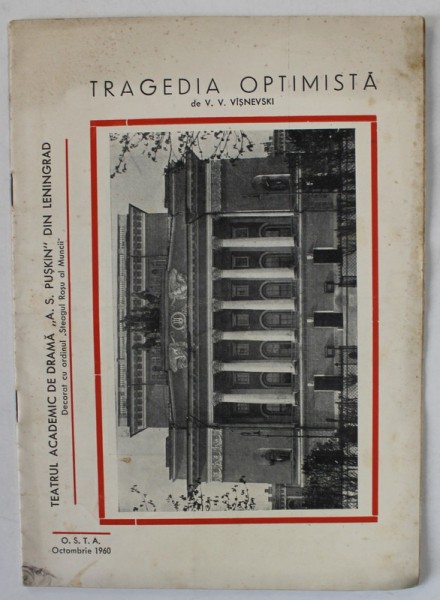 TRAGEDIA OPTIMISTĂ
de V. V. VÎȘNEVSKI
TEATRUL ACADEMIC DE DRAMĂ „A. S. PUȘKIN” DIN LENINGRAD
Decorat cu ordinul „Steagul Roșu al Muncii”
O. S. T. A.
Octombrie 1960